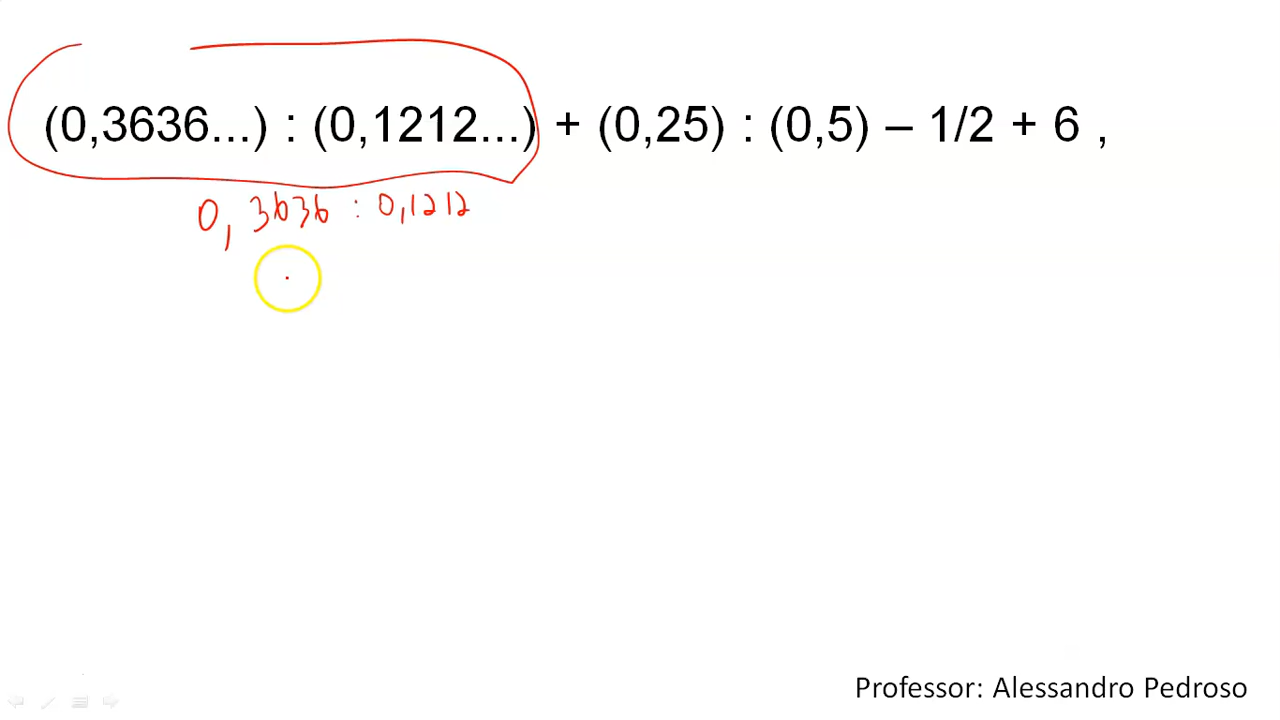 (0,3636...) : (0,1212...) + (0,25) : (0,5) – 1/2 + 6 ,
0,3636 : 0,1212
Professor: Alessandro Pedroso